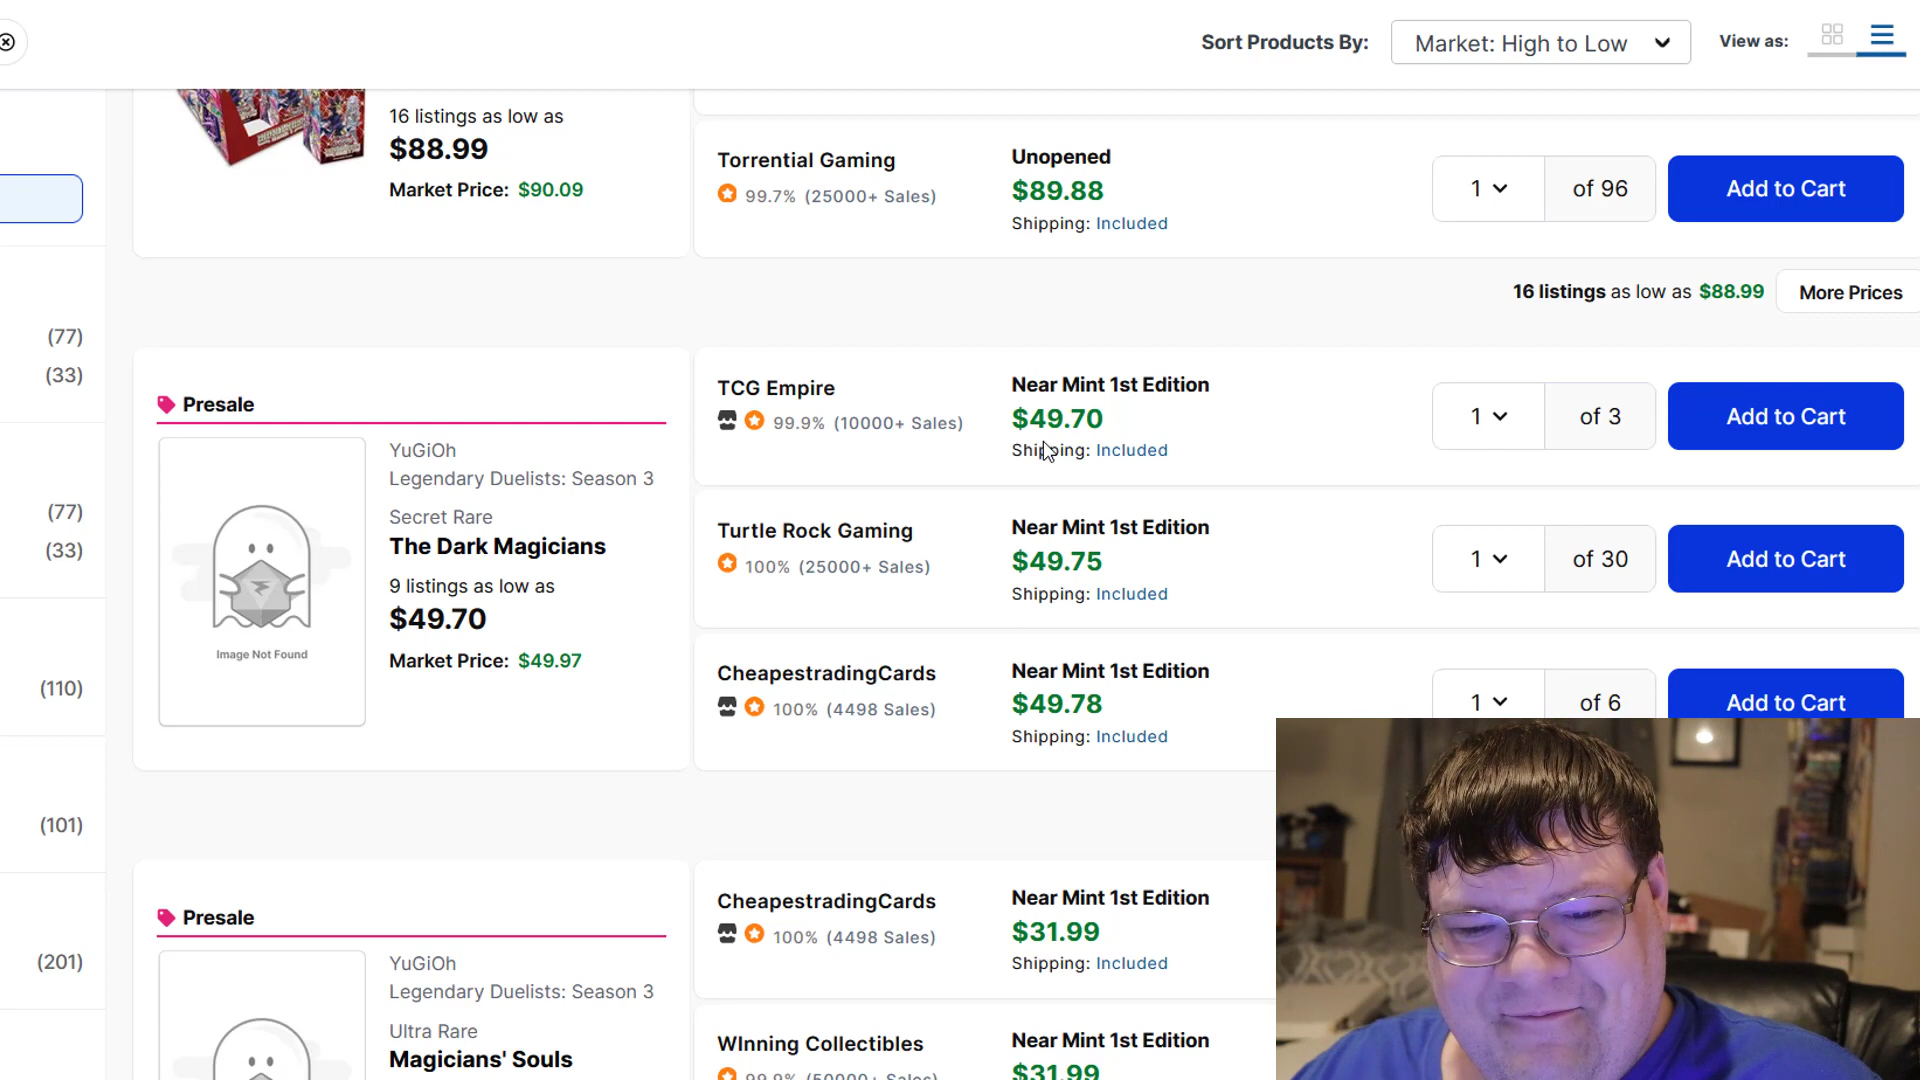 Sort Products By:
Market: High to Low
View as:
16 listings as low as
$88.99
Market Price: $90.09
Torrential Gaming
99.7% (25000+ Sales)
Unopened
$89.88
Shipping: Included
1
of 96
Add to Cart
16 listings as low as $88.99
More Prices
(77)
(33)
(77)
(33)
(110)
(101)
(201)
Presale
Image Not Found
YuGiOh
Legendary Duelists: Season 3
Secret Rare
The Dark Magicians
9 listings as low as
$49.70
Market Price: $49.97
TCG Empire
99.9% (10000+ Sales)
Near Mint 1st Edition
$49.70
Shipping: Included
1
of 3
Add to Cart
Turtle Rock Gaming
100% (25000+ Sales)
Near Mint 1st Edition
$49.75
Shipping: Included
1
of 30
Add to Cart
CheapestradingCards
100% (4498 Sales)
Near Mint 1st Edition
$49.78
Shipping: Included
1
of 6
Add to Cart
Presale
YuGiOh
Legendary Duelists: Season 3
Ultra Rare
Magicians' Souls
CheapestradingCards
100% (4498 Sales)
Near Mint 1st Edition
$31.99
Shipping: Included
WInning Collectibles
99.9% (50000+ Sales)
Near Mint 1st Edition
$31.99